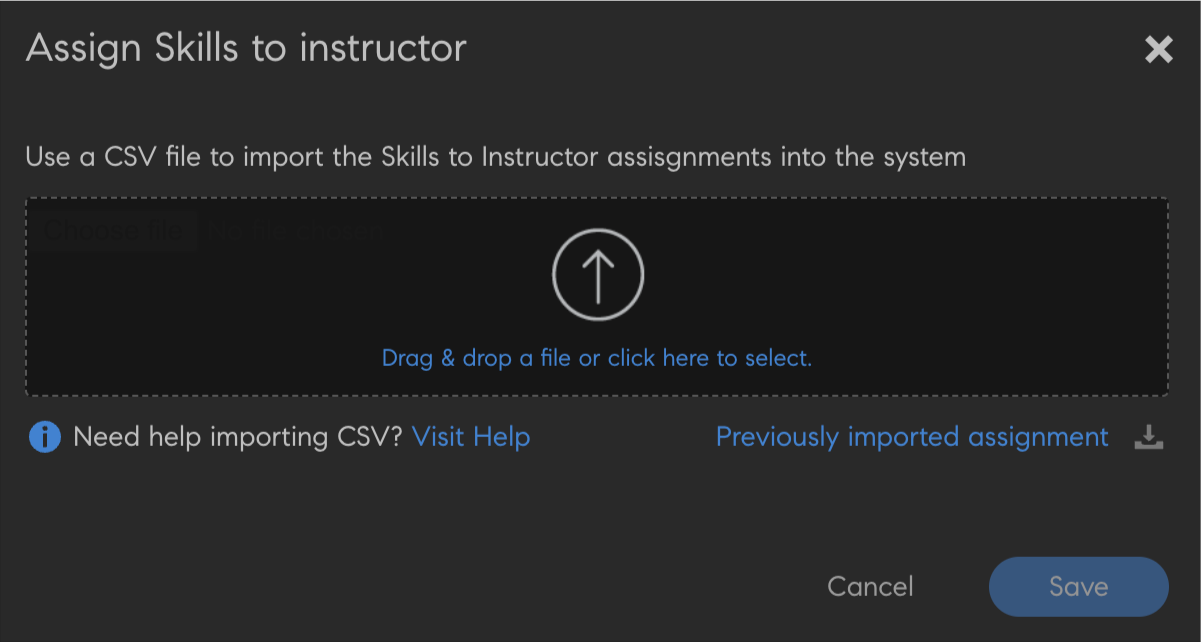 Assign Skills to instructor
Use a CSV file to import the Skills to Instructor assisgnments into the system
Choose file No file chosen
Drag & drop a file or click here to select.
Need help importing CSV? Visit Help
Previously imported assignment
Cancel
Save